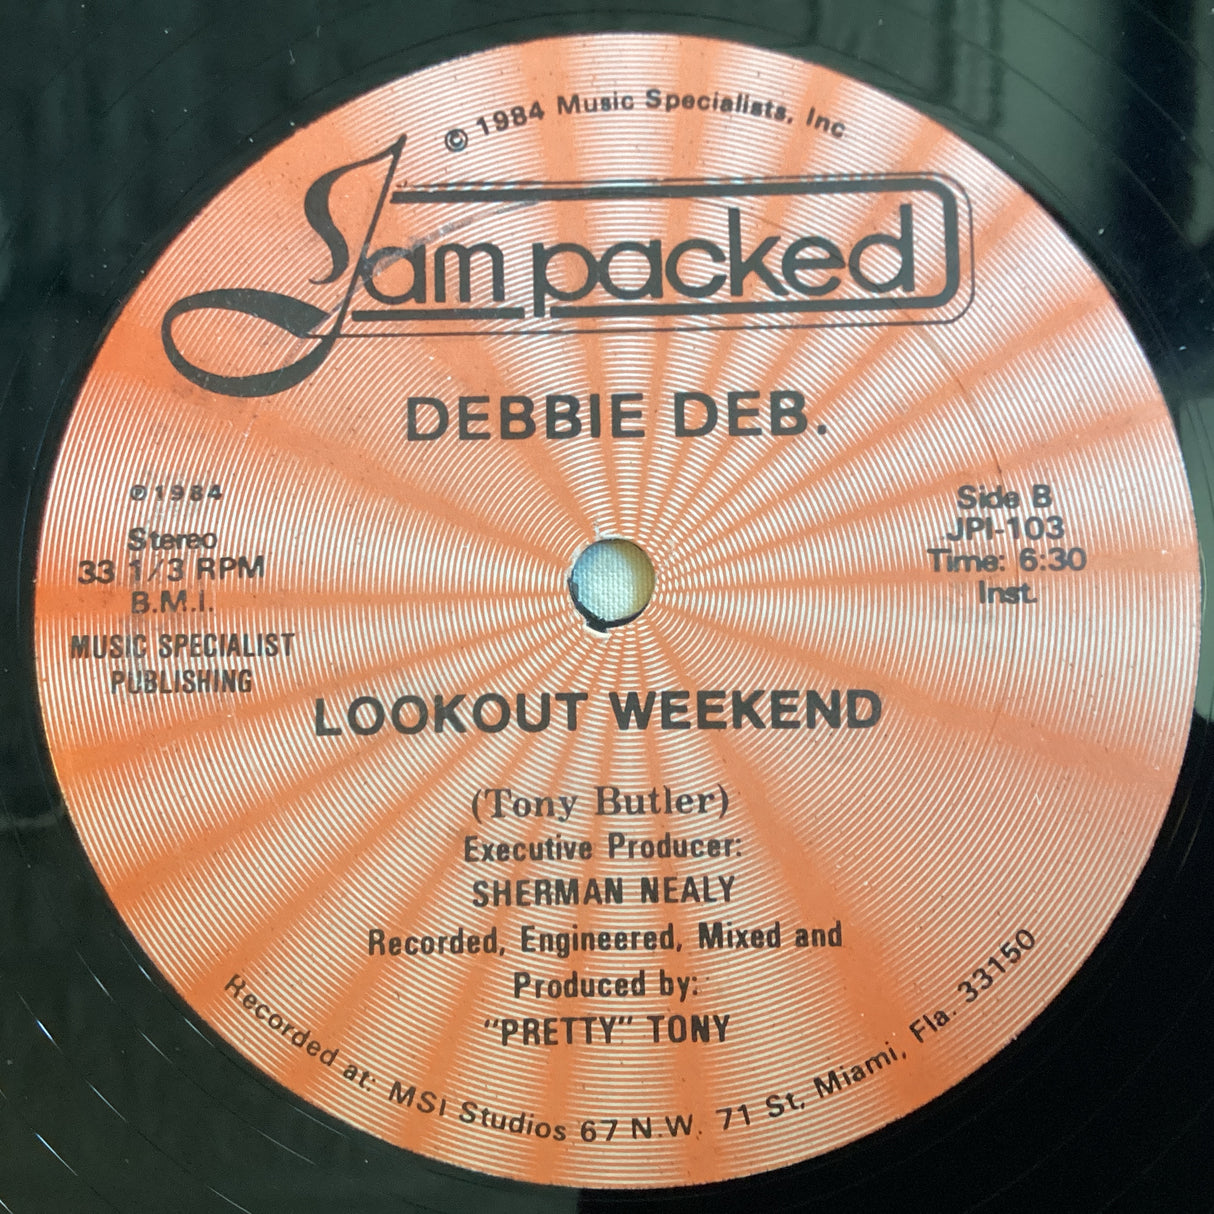 © 1984 Music Specialists, Inc
Jam packed
DEBBIE DEB.
℗ 1984
Stereo
33 1/3 RPM
B.M.I.
MUSIC SPECIALIST
PUBLISHING
Side B
JPI-103
Time: 6:30
Inst.
LOOKOUT WEEKEND
(Tony Butler)
Executive Producer:
SHERMAN NEALY
Recorded, Engineered, Mixed and
Produced by:
"PRETTY" TONY
Recorded at: MSI Studios 67 N.W. 71 St, Miami, Fla. 33150